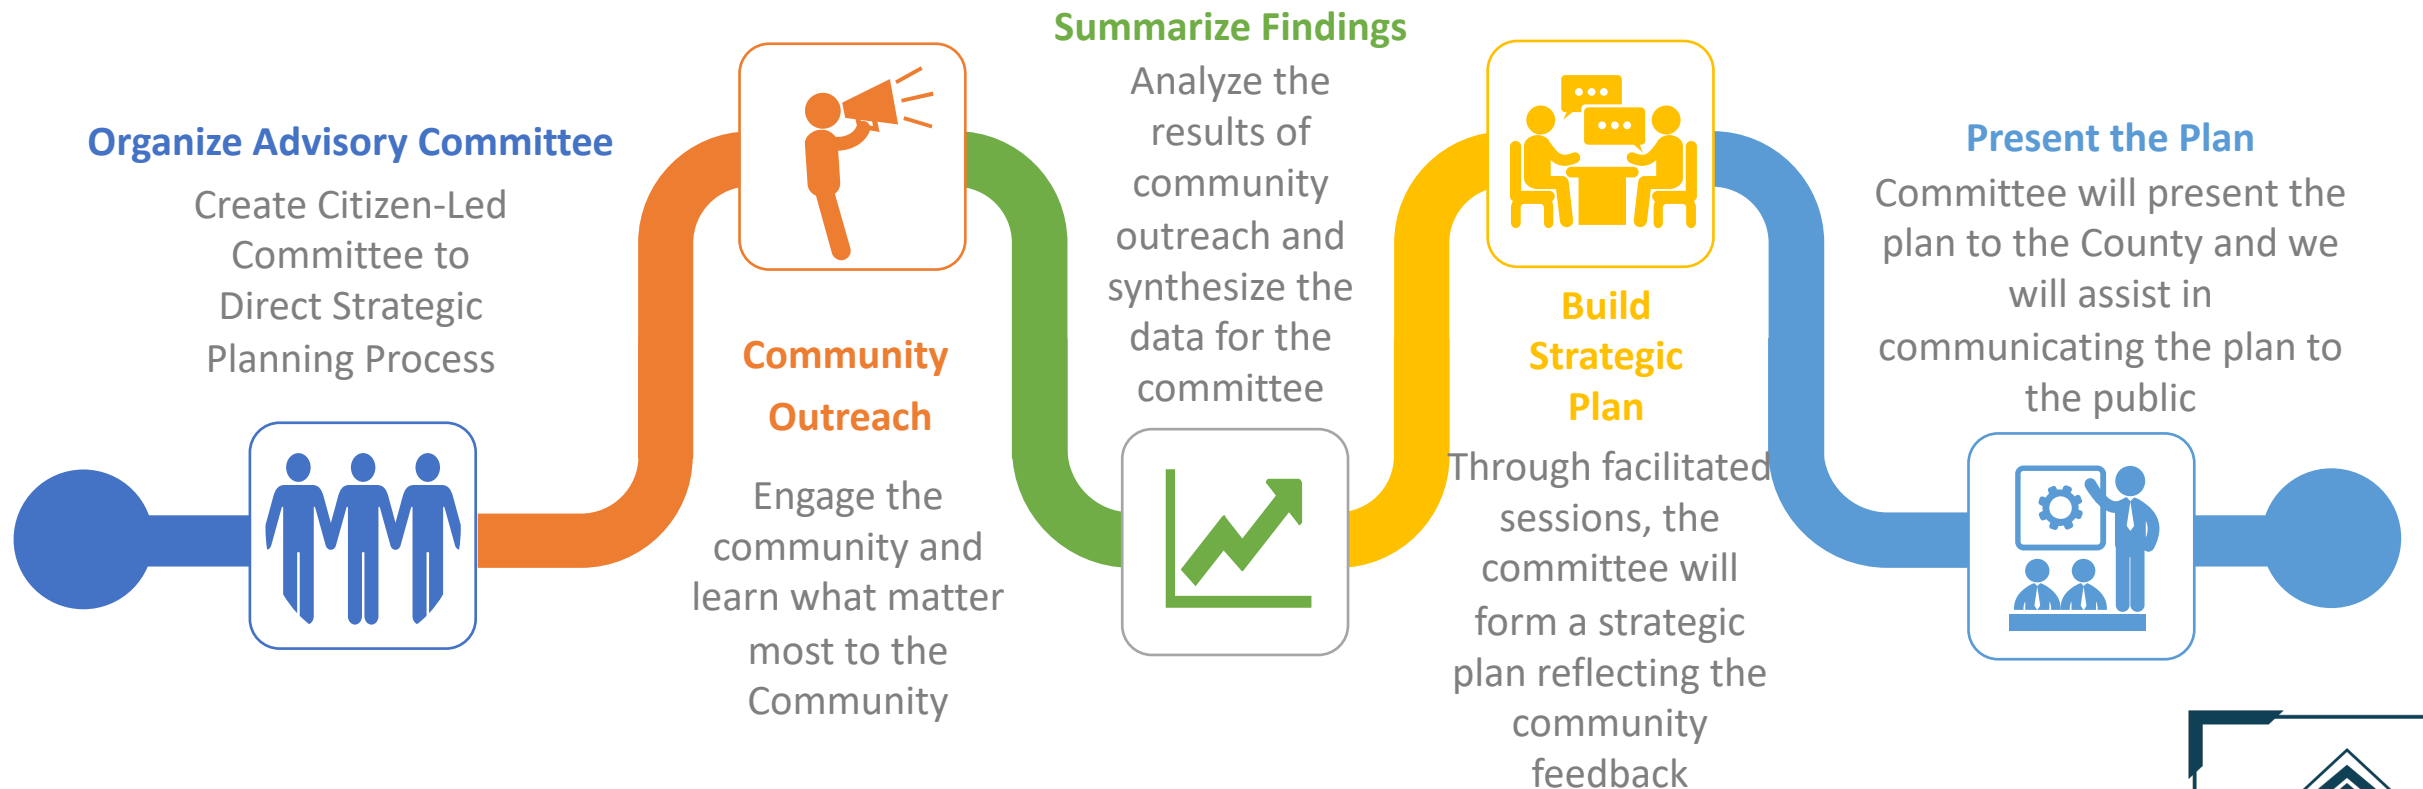 Organize Advisory Committee
Create Citizen-Led
Committee to
Direct Strategic
Planning Process
Community
Outreach
Engage the
community and
learn what matter
most to the
Community
Summarize Findings
Analyze the
results of
community
outreach and
synthesize the
data for the
committee
Build
Strategic
Plan
Through facilitated
sessions, the
committee will
form a strategic
plan reflecting the
community
feedback
Present the Plan
Committee will present the
plan to the County and we
will assist in
communicating the plan to
the public